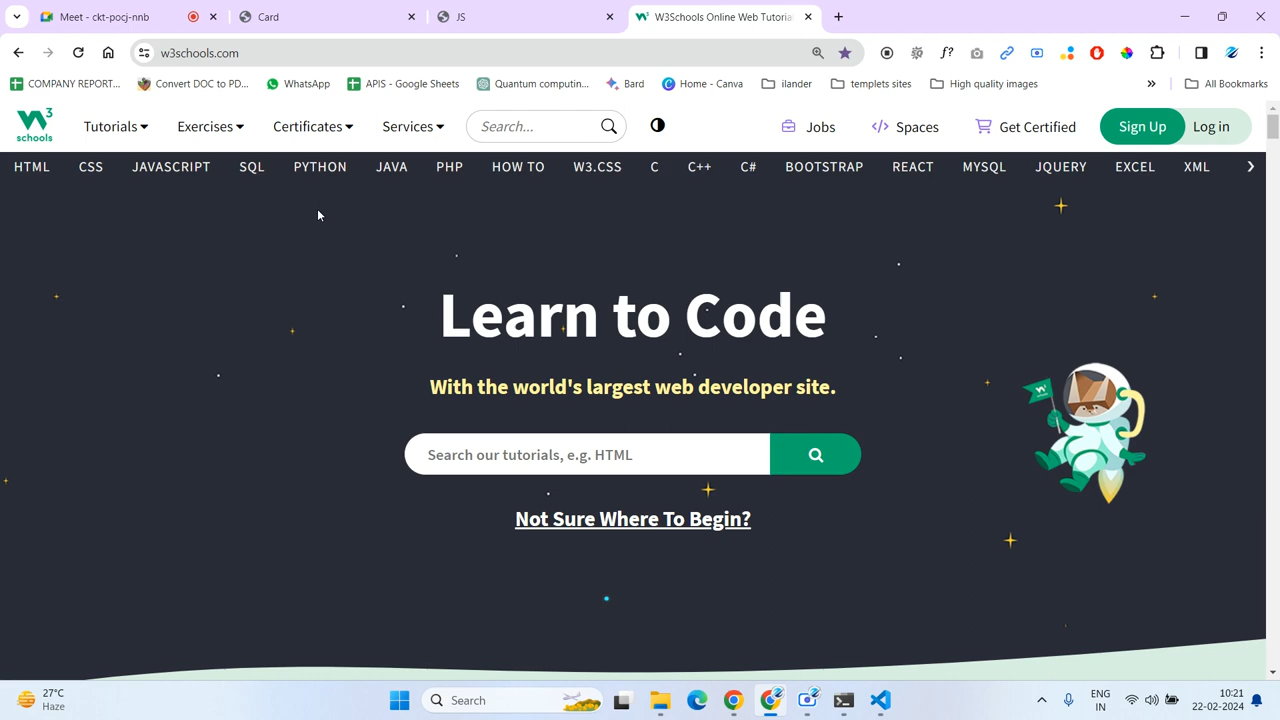 Meet - ckt-pocj-nnb
Card
JS
W3Schools Online Web Tutoria
w3schools.com
COMPANY REPORT...
Convert DOC to PD...
WhatsApp
APIS - Google Sheets
Quantum computin...
Bard
Home - Canva
ilander
templets sites
High quality images
»
All Bookmarks
W3
schools
Tutorials
Exercises
Certificates
Services
Search...
Jobs
Spaces
Get Certified
Sign Up
Log in
HTML CSS JAVASCRIPT SQL PYTHON JAVA PHP HOW TO W3.CSS C C++ C# BOOTSTRAP REACT MYSQL JQUERY EXCEL XML
Learn to Code
With the world's largest web developer site.
Search our tutorials, e.g. HTML
Not Sure Where To Begin?
27°C
Haze
Search
ENG
IN
10:21
22-02-2024